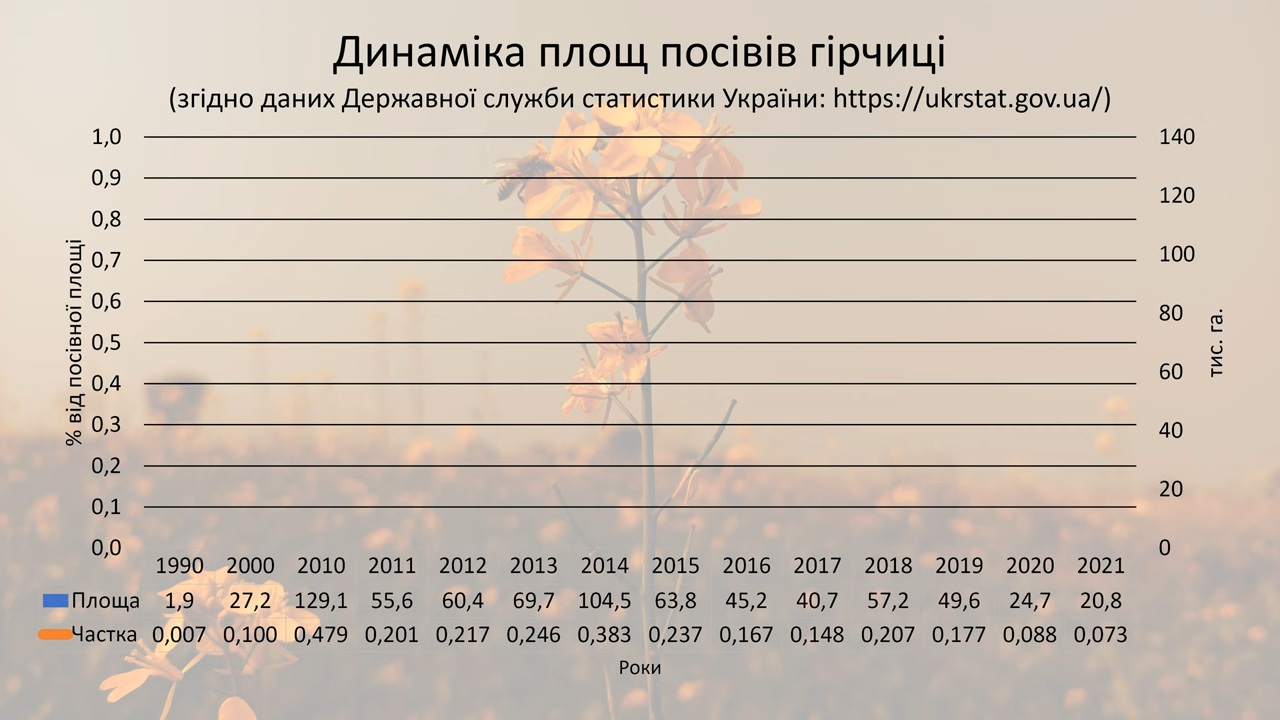 Динаміка площ посівів гірчиці
(згідно даних Державної служби статистики України: https://ukrstat.gov.ua/)
% від посівної площі
1,0
0,9
0,8
0,7
0,6
0,5
0,4
0,3
0,2
0,1
0,0
140
120
100
80
60
40
20
0
тис. га.
1990 2000 2010 2011 2012 2013 2014 2015 2016 2017 2018 2019 2020 2021
Площа 1,9 27,2 129,1 55,6 60,4 69,7 104,5 63,8 45,2 40,7 57,2 49,6 24,7 20,8
Частка 0,007 0,100 0,479 0,201 0,217 0,246 0,383 0,237 0,167 0,148 0,207 0,177 0,088 0,073
Роки